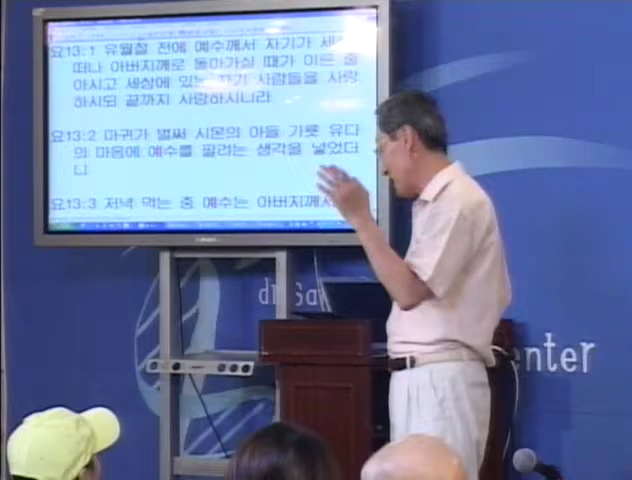 요13:1 유월절 전에 예수께서 자기가 세
떠나 아버지께로 돌아가실 때가 이른 줄
아시고 세상에 있는 자기 사람들을 사랑
하시되 끝까지 사랑하시니라
요13:2 마귀가 벌써 시몬의 아들 가룟 유다
의 마음에 예수를 팔려는 생각을 넣었더
니
요13:3 저녁 먹는 중 예수는 아버지께서
dr. Sa
enter